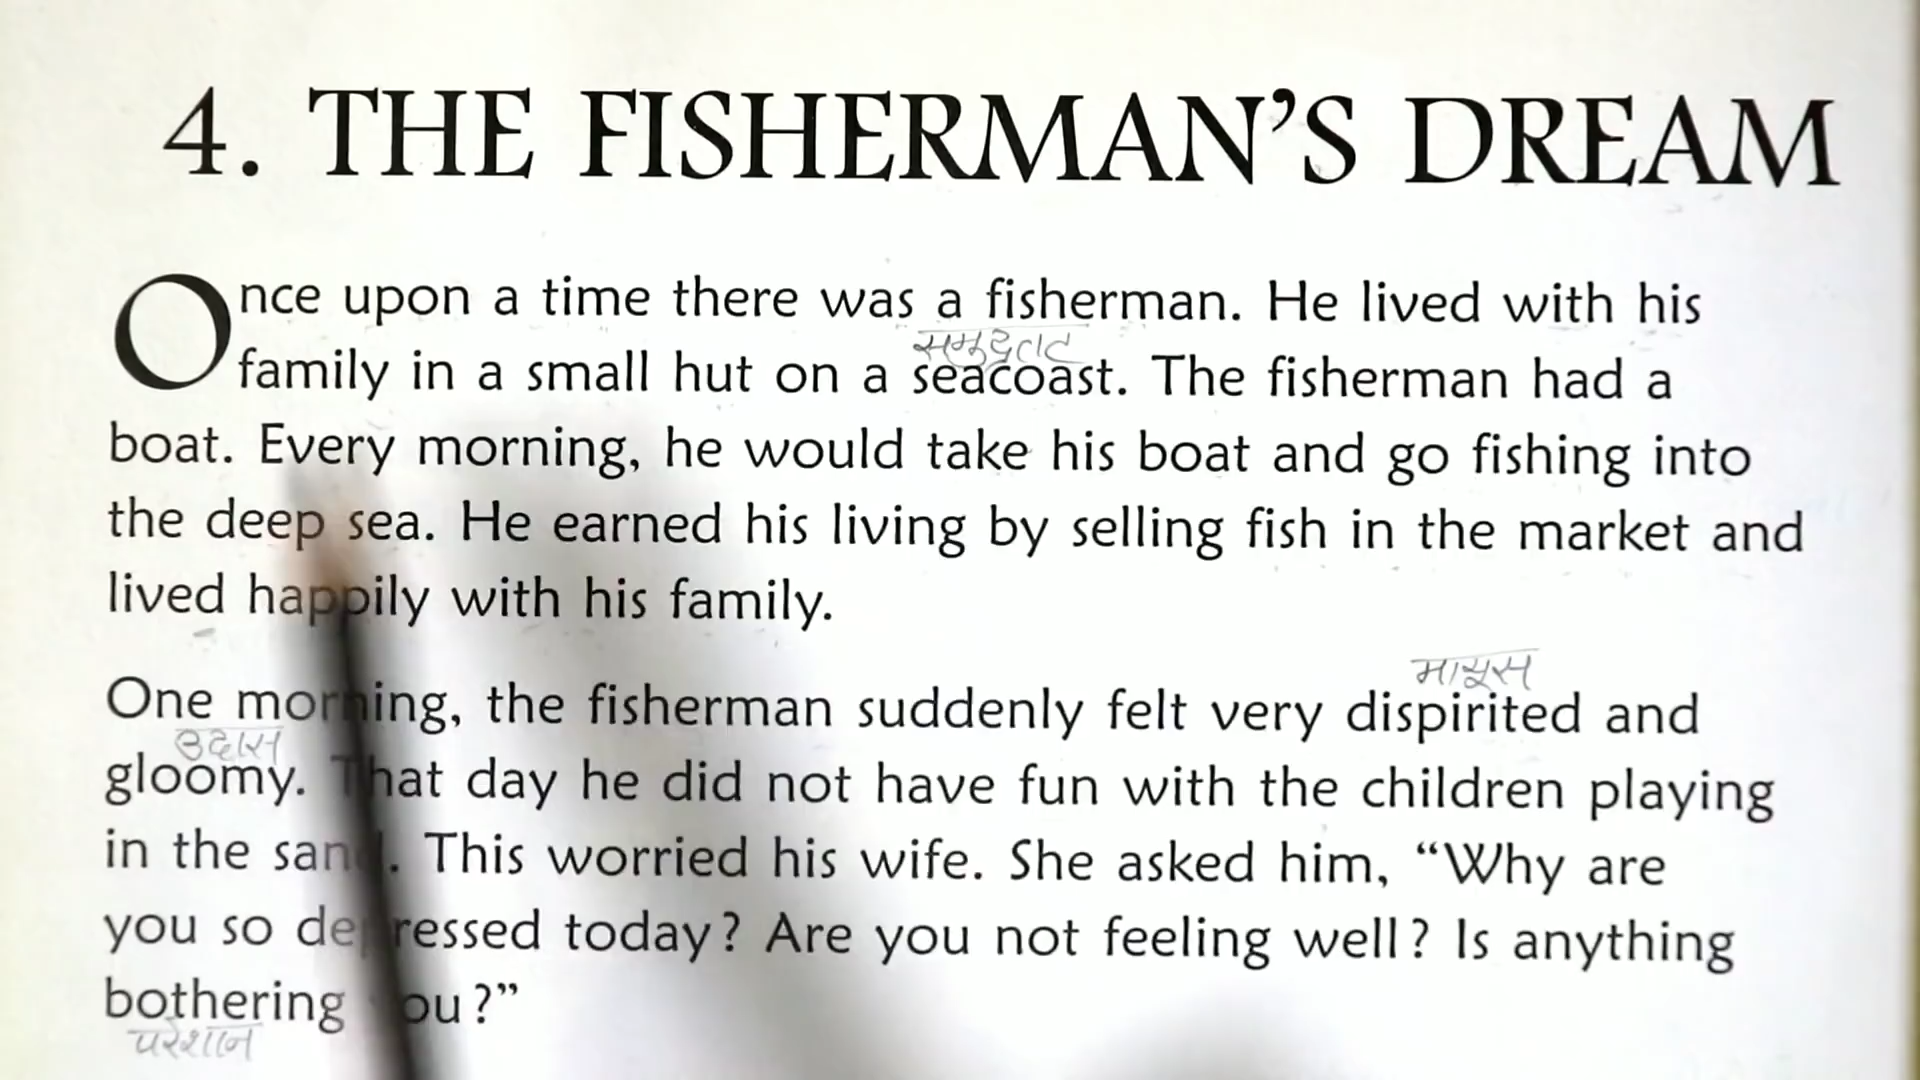 4. THE FISHERMAN’S DREAM
Once upon a time there was a fisherman. He lived with his
समुद्रतट
family in a small hut on a seacoast. The fisherman had a
boat. Every morning, he would take his boat and go fishing into
the deep sea. He earned his living by selling fish in the market and
lived happily with his family.
मायूस
One morning, the fisherman suddenly felt very dispirited and
उदास
gloomy. That day he did not have fun with the children playing
in the sand. This worried his wife. She asked him, “Why are
you so depressed today? Are you not feeling well? Is anything
bothering you?”
परेशान